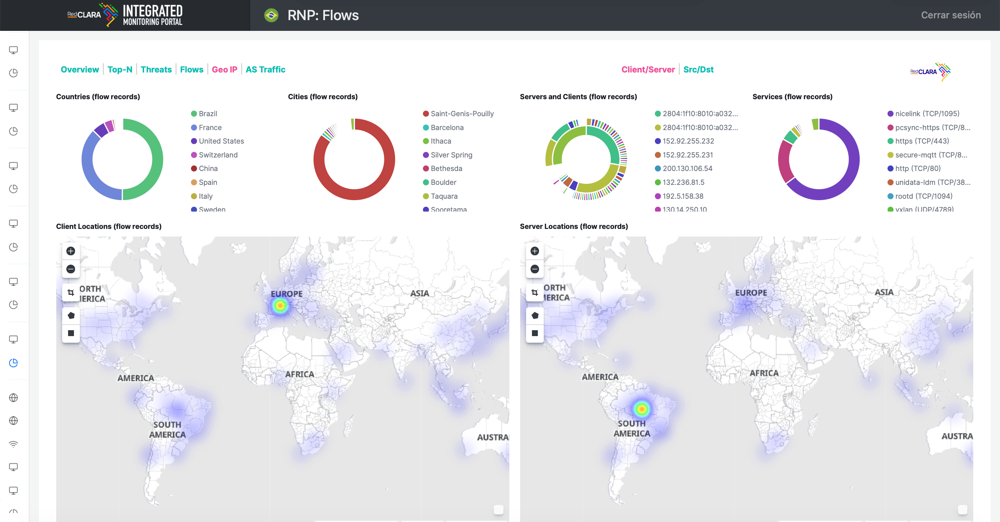 RedCLARA INTEGRATED
MONITORING PORTAL
RNP: Flows
Cerrar sesión
Overview Top-N Threats Flows Geo IP AS Traffic
Client/Server Src/Dst
RedCLARA
Countries (flow records)
Brazil
France
United States
Switzerland
China
Spain
Italy
Sweden
Cities (flow records)
Saint-Genis-Pouilly
Barcelona
Ithaca
Silver Spring
Bethesda
Boulder
Taquara
Sooretama
Servers and Clients (flow records)
2804:1f10:8010:a032...
2804:1f10:8010:a032...
152.92.255.232
152.92.255.231
200.130.106.54
132.236.81.5
192.5.158.38
130.14.250.10
Services (flow records)
nicelink (TCP/1095)
pcsync-https (TCP/8...
https (TCP/443)
secure-mqtt (TCP/8...
http (TCP/80)
unidata-ldm (TCP/38...
rootd (TCP/1094)
vxlan (UDP/4789)
Client Locations (flow records)
ORTH
MERICA
EUROPE
ASIA
AMERICA
AFRICA
SOUTH
AMERICA
AUSTRA
Server Locations (flow records)
ORTH
MERICA
EUROPE
ASIA
AMERICA
AFRICA
SOUTH
AMERICA
AUSTRA